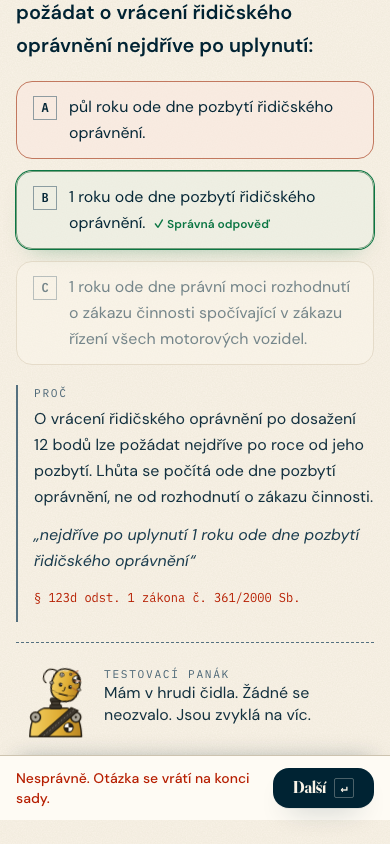 požádat o vrácení řidičského
oprávnění nejdříve po uplynutí:
A půl roku ode dne pozbytí řidičského
oprávnění.
B 1 roku ode dne pozbytí řidičského
oprávnění. ✓ Správná odpověď
C 1 roku ode dne právní moci rozhodnutí
o zákazu činnosti spočívající v zákazu
řízení všech motorových vozidel.
PROČ
O vrácení řidičského oprávnění po dosažení
12 bodů lze požádat nejdříve po roce od jeho
pozbytí. Lhůta se počítá ode dne pozbytí
oprávnění, ne od rozhodnutí o zákazu činnosti.
„nejdříve po uplynutí 1 roku ode dne pozbytí
řidičského oprávnění“
§ 123d odst. 1 zákona č. 361/2000 Sb.
TESTOVACÍ PANÁK
Mám v hrudi čidla. Žádné se
neozvalo. Jsou zvyklá na víc.
Nesprávně. Otázka se vrátí na konci
sady.
Další ↵